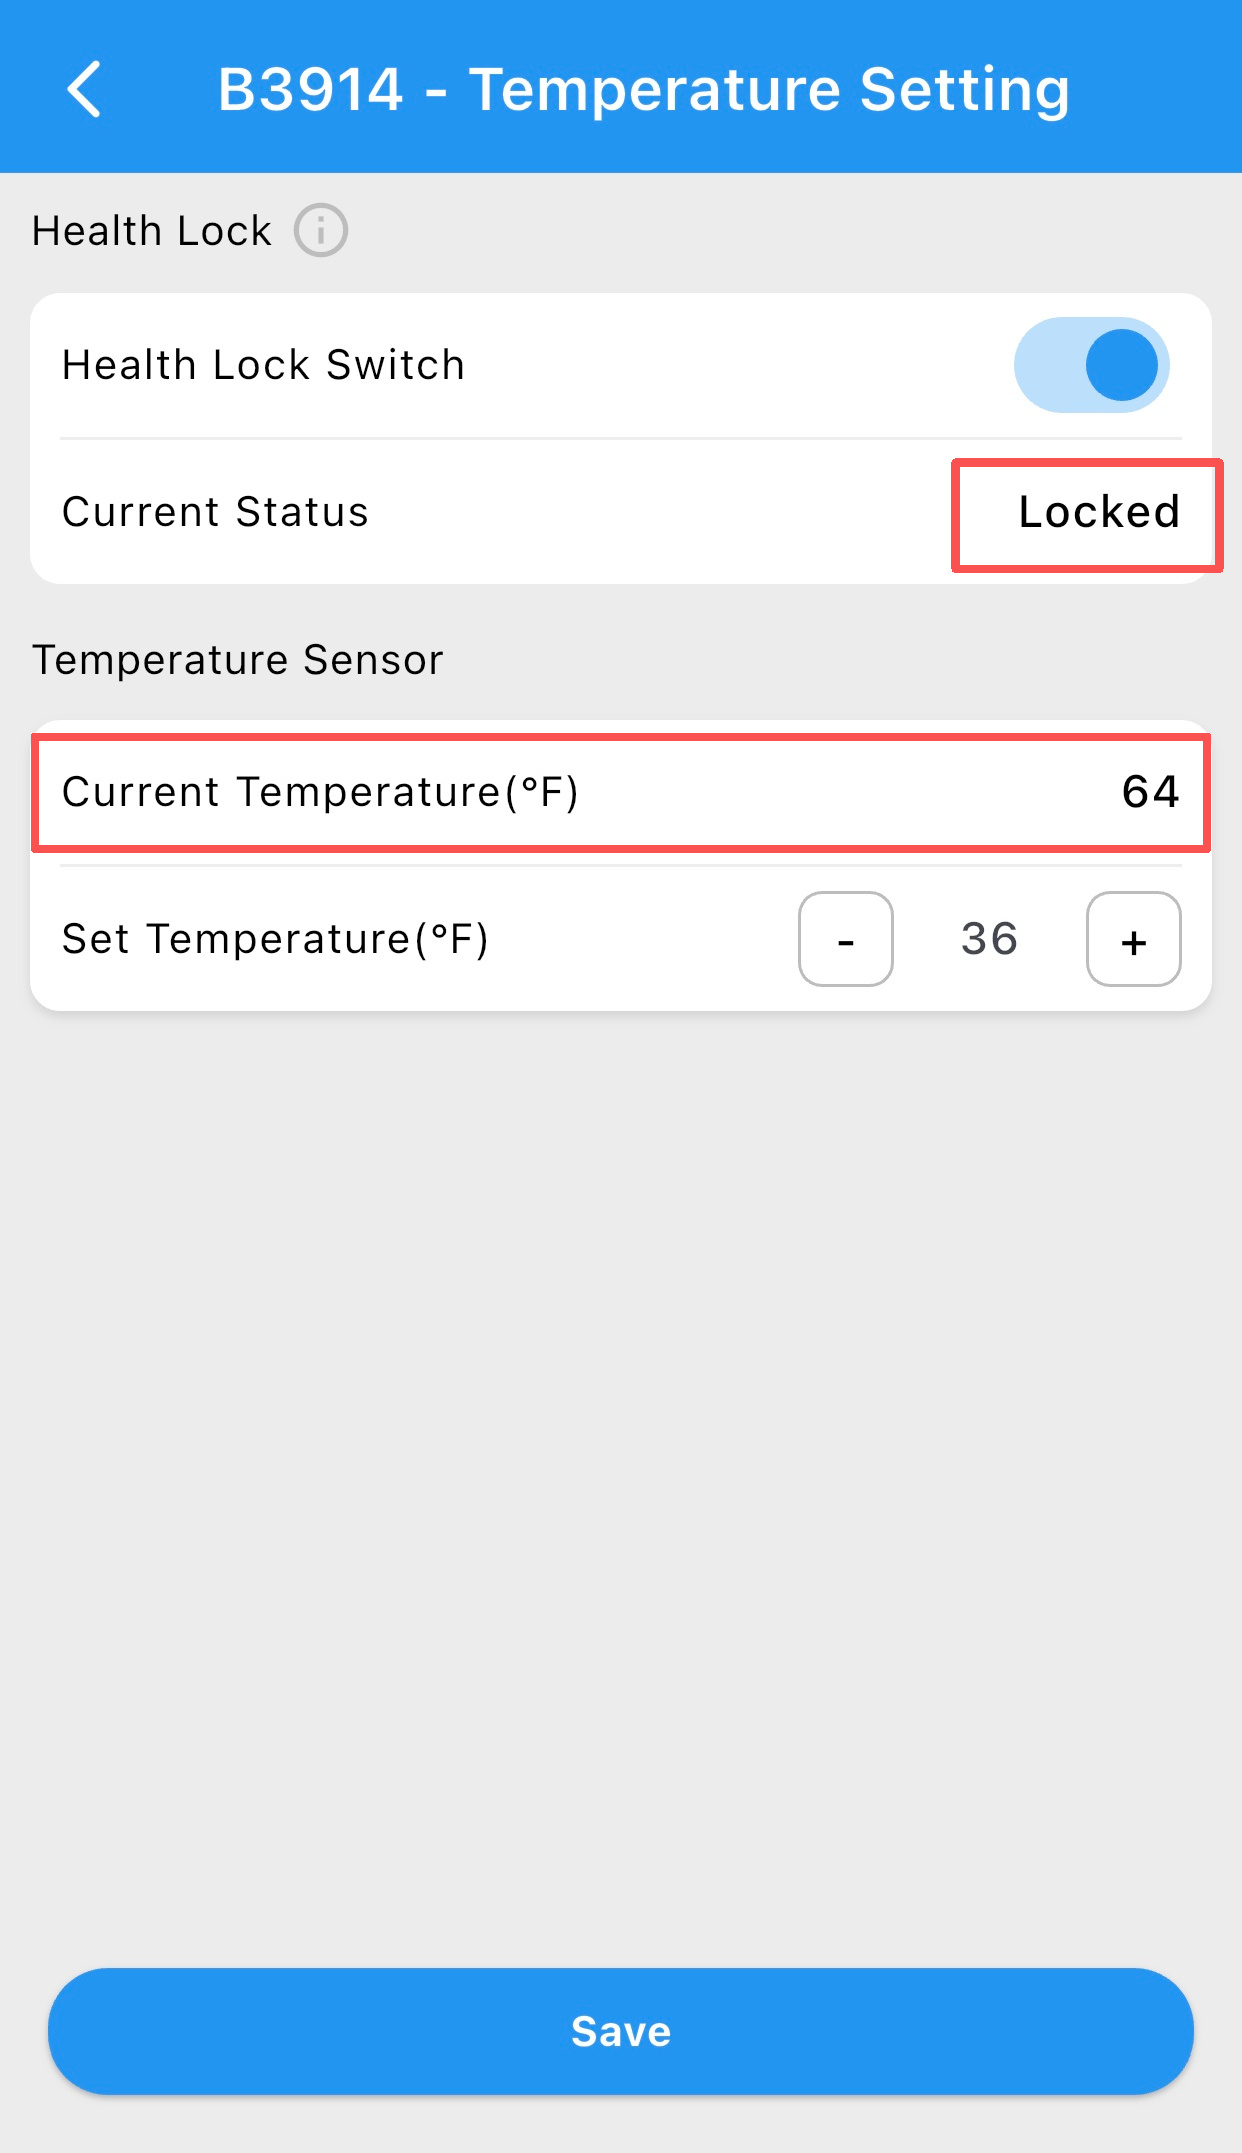 B3914 - Temperature Setting
Health Lock
Health Lock Switch
Current Status Locked
Temperature Sensor
Current Temperature(°F) 64
Set Temperature(°F) - 36 +
Save